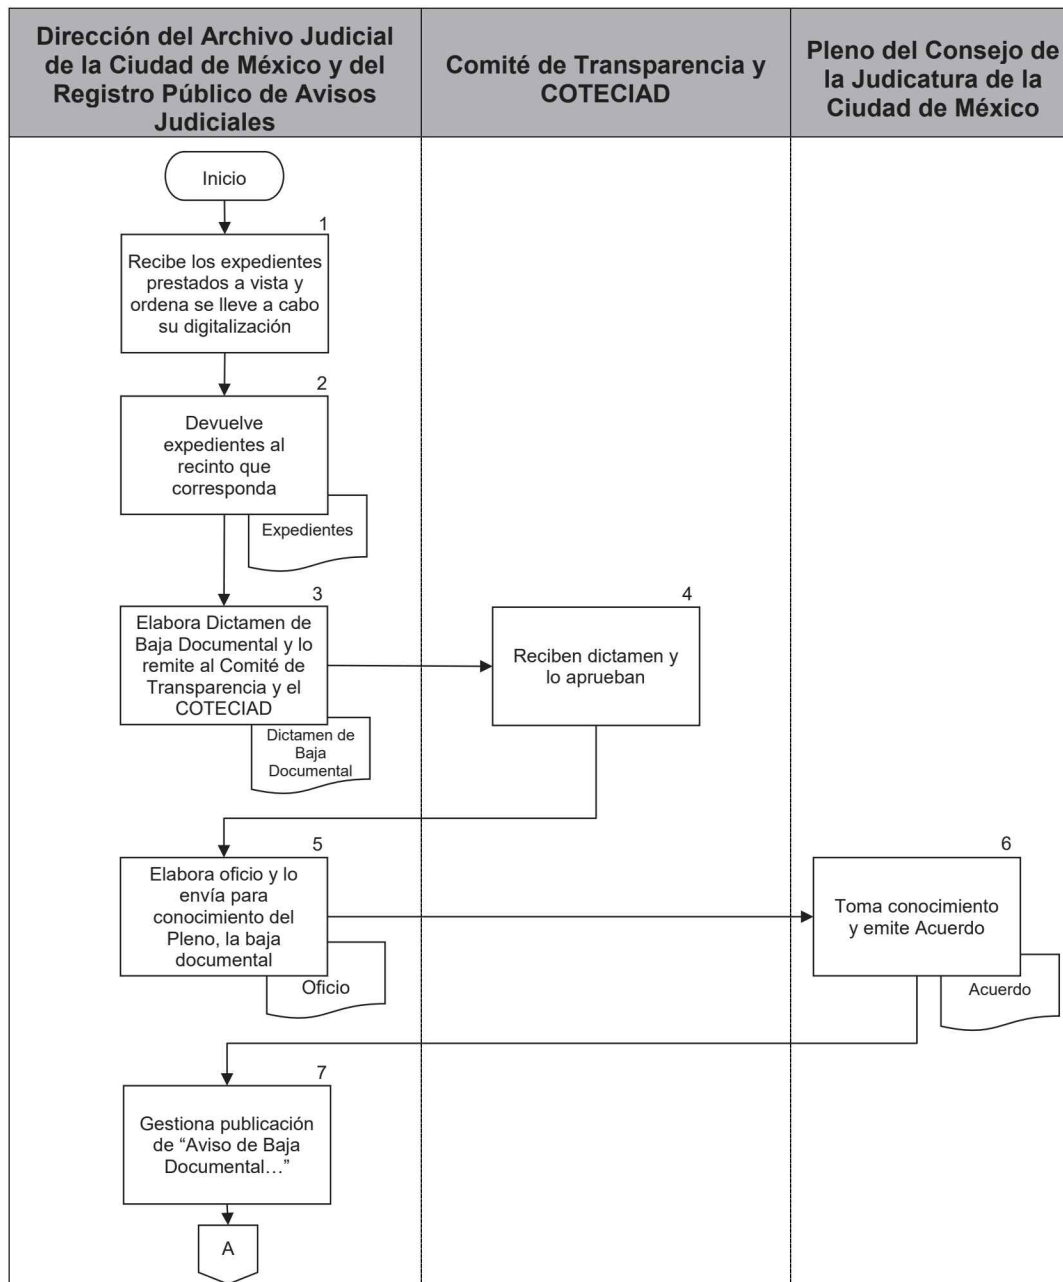 Dirección del Archivo Judicial
de la Ciudad de México y del
Registro Público de Avisos
Judiciales
Comité de Transparencia y
COTECIAD
Pleno del Consejo de
la Judicatura de la
Ciudad de México
Inicio
1
Recibe los expedientes
prestados a vista y
ordena se lleve a cabo
su digitalización
2
Devuelve
expedientes al
recinto que
corresponda
Expedientes
3
Elabora Dictamen de
Baja Documental y lo
remite al Comité de
Transparencia y el
COTECIAD
Dictamen de
Baja
Documental
4
Reciben dictamen y
lo aprueban
5
Elabora oficio y lo
envía para
conocimiento del
Pleno, la baja
documental
Oficio
6
Toma conocimiento
y emite Acuerdo
Acuerdo
7
Gestiona publicación
de “Aviso de Baja
Documental…”
A